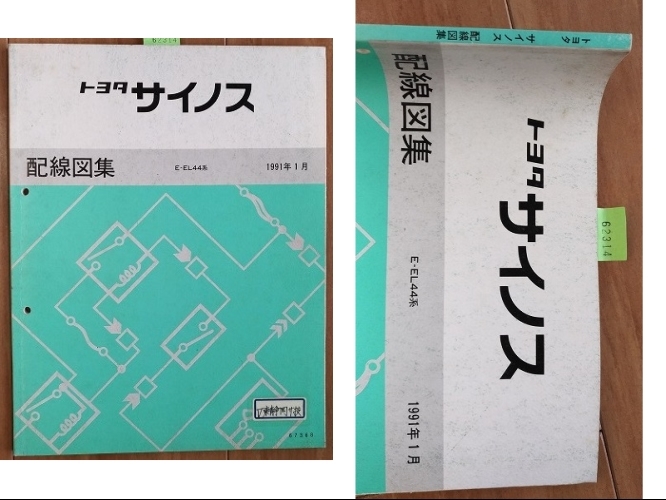 62314
トヨタ サイノス
配線図集
E-EL44系
1991年1月
トヨタ サイノス 配線図集
トヨタ サイノス
配線図集
E-EL44系
1991年1月
62314